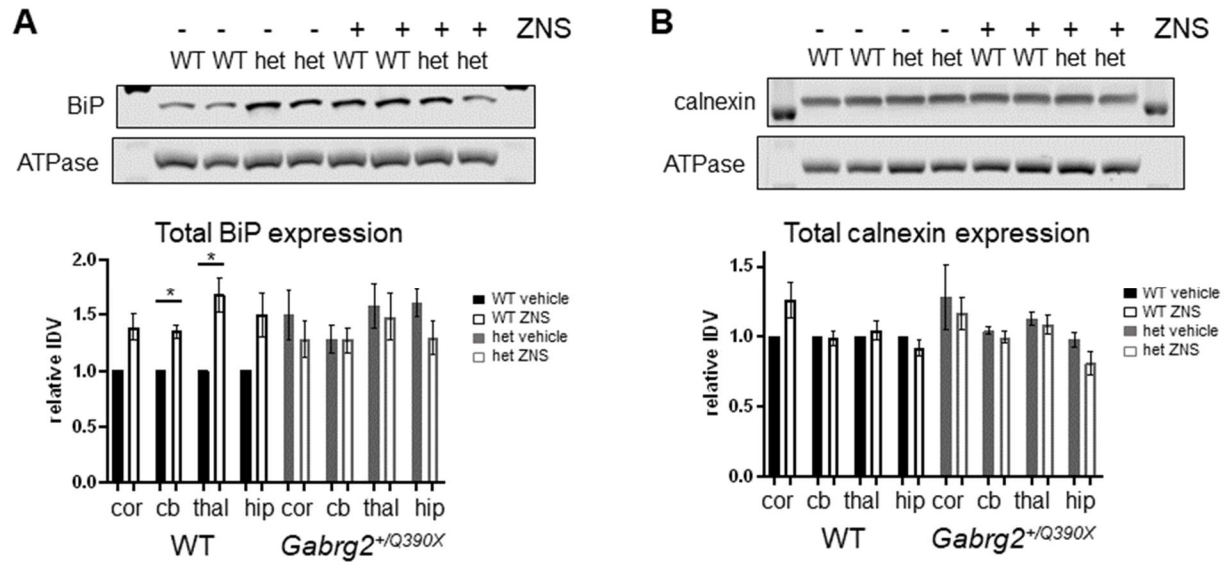 A
- - - - + + + + ZNS
WT WT het het WT WT het het
BiP
ATPase
Total BiP expression
relative IDV
2.0
1.5
1.0
0.5
0.0
* *
WT vehicle
WT ZNS
het vehicle
het ZNS
cor cb thal hip cor cb thal hip
WT Gabrg2+/Q390X
B
- - - - + + + + ZNS
WT WT het het WT WT het het
calnexin
ATPase
Total calnexin expression
relative IDV
1.5
1.0
0.5
0.0
WT vehicle
WT ZNS
het vehicle
het ZNS
cor cb thal hip cor cb thal hip
WT Gabrg2+/Q390X